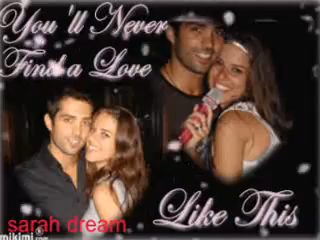 You'll Never
Find a Love
Like This
sarah dream
mikimi.com